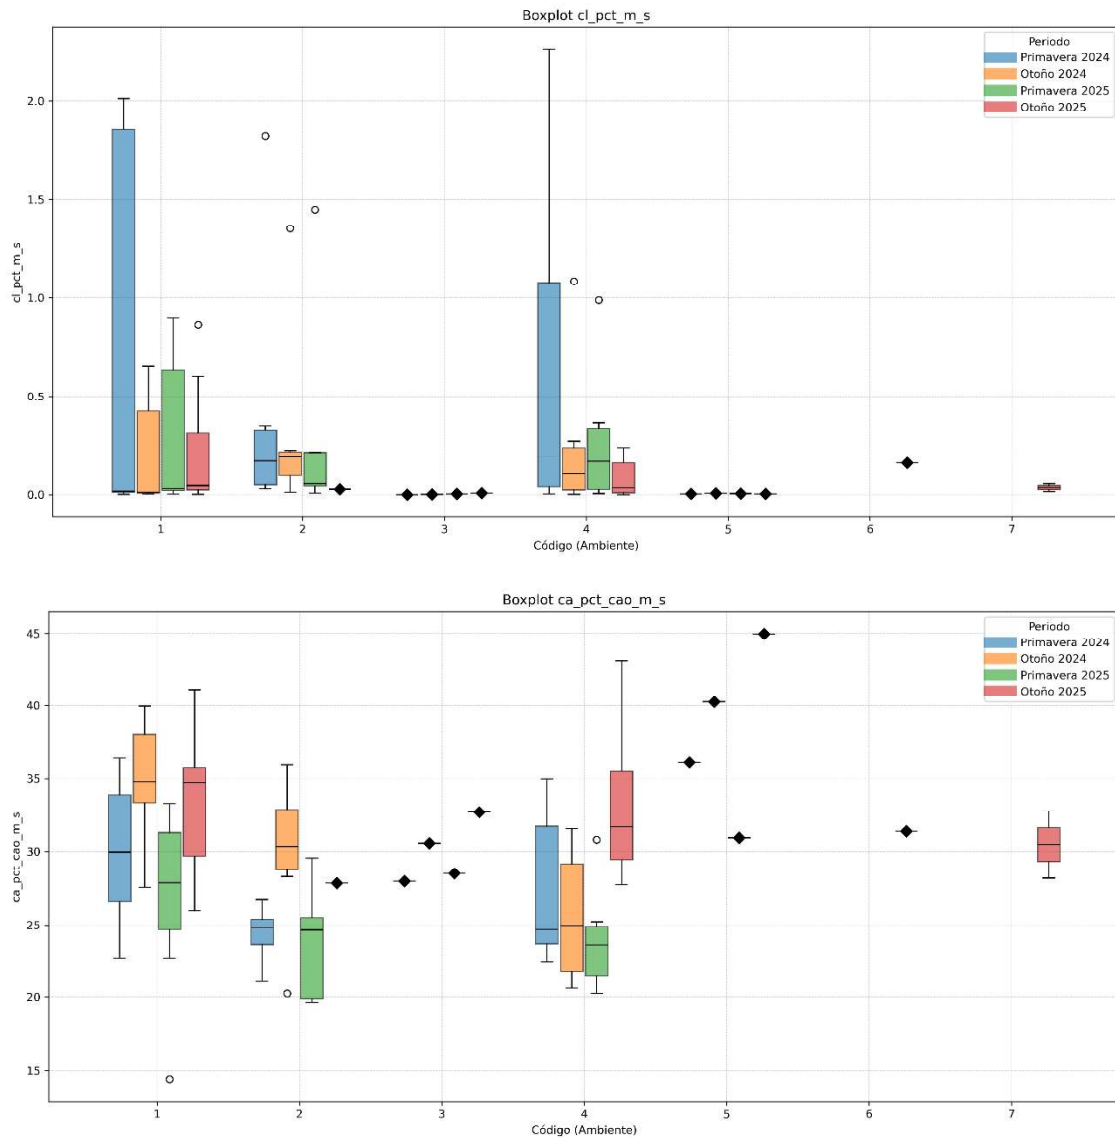 Boxplot cl_pct_m_s
Periodo
Primavera 2024
Otoño 2024
Primavera 2025
Otoño 2025
2.0
1.5
1.0
0.5
0.0
cl_pct_m_s
1 2 3 4 5 6 7
Código (Ambiente)
Boxplot ca_pct_cao_m_s
Periodo
Primavera 2024
Otoño 2024
Primavera 2025
Otoño 2025
45
40
35
30
25
20
15
ca_pct_cao_m_s
1 2 3 4 5 6 7
Código (Ambiente)